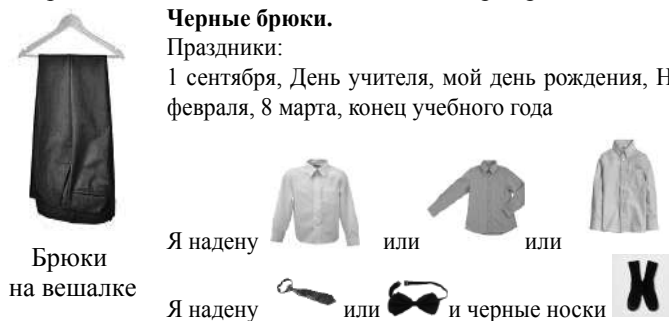 Черные брюки.
Праздники:
1 сентября, День учителя, мой день рождения,
февраля, 8 марта, конец учебного года
Я надену или или
Брюки
на вешалке
Я надену или и черные носки